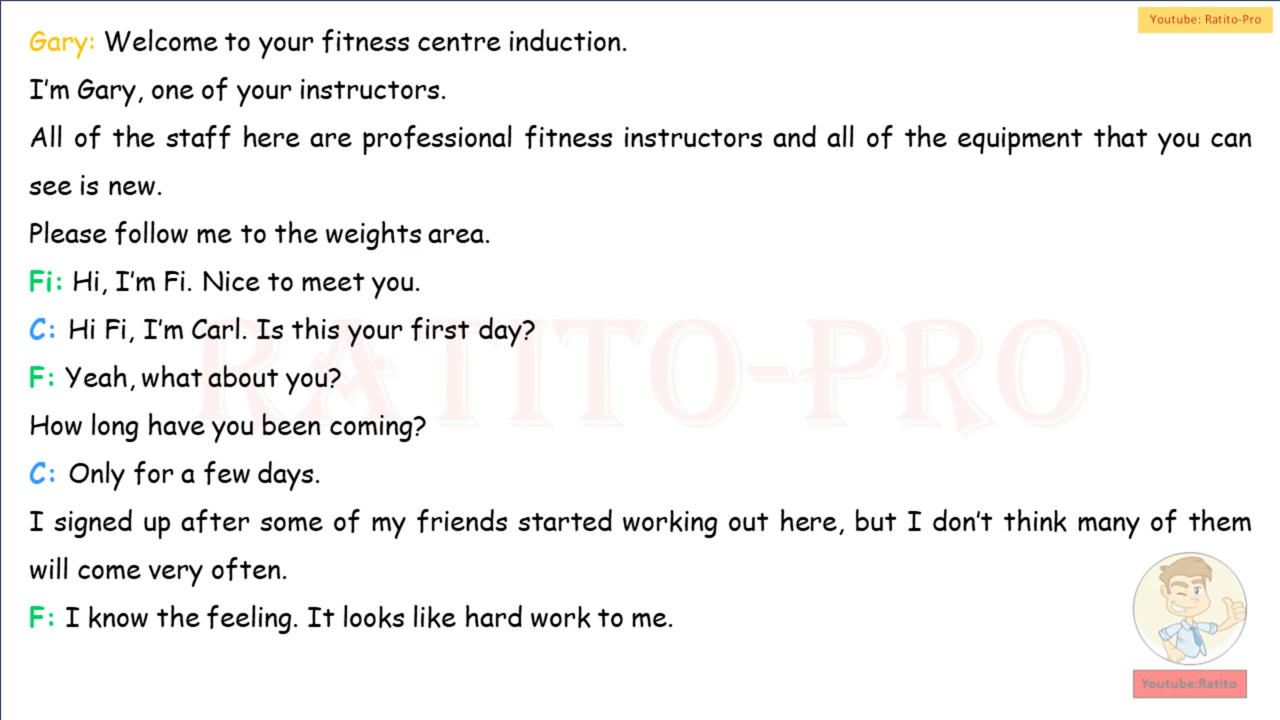 Youtube: Ratito-Pro
Gary: Welcome to your fitness centre induction.
I'm Gary, one of your instructors.
All of the staff here are professional fitness instructors and all of the equipment that you can
see is new.
Please follow me to the weights area.
Fi: Hi, I'm Fi. Nice to meet you.
C: Hi Fi, I'm Carl. Is this your first day?
F: Yeah, what about you?
RATITO-PRO
How long have you been coming?
C: Only for a few days.
I signed up after some of my friends started working out here, but I don't think many of them
will come very often.
F: I know the feeling. It looks like hard work to me.
Youtube:Ratito